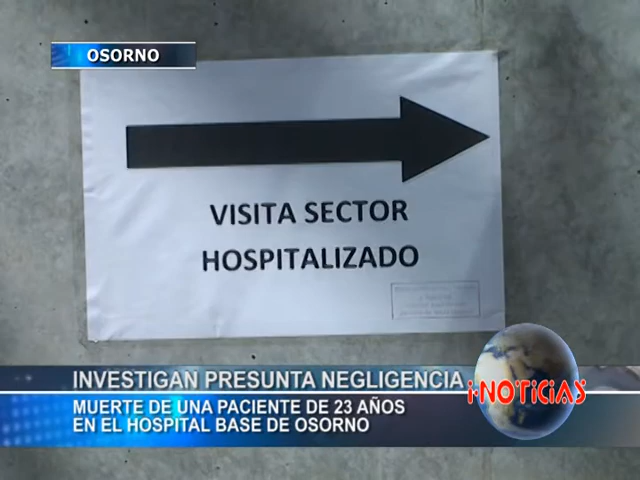 OSORNO
VISITA SECTOR
HOSPITALIZADO
INVESTIGAN PRESUNTA NEGLIGENCIA
i-NOTICIAS
MUERTE DE UNA PACIENTE DE 23 AÑOS
EN EL HOSPITAL BASE DE OSORNO